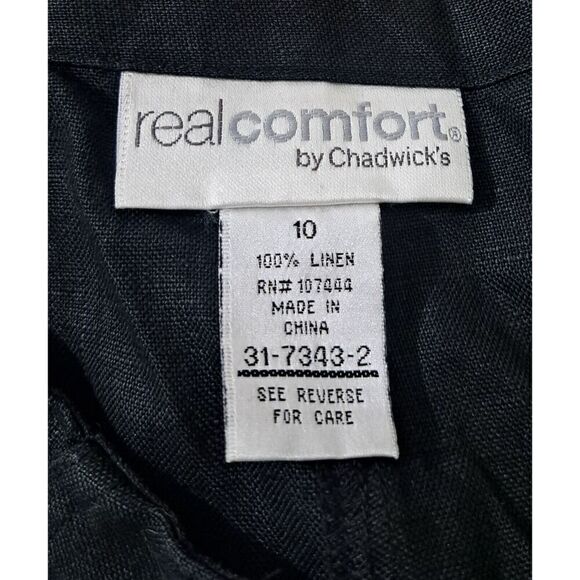 realcomfort®
by Chadwick's
10
100% LINEN
RN# 107444
MADE IN
CHINA
31-7343-2
SEE REVERSE
FOR CARE